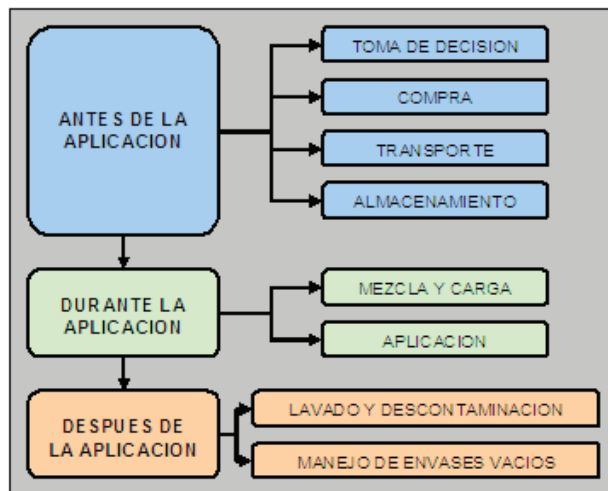 ANTES DE LA
APLICACION
TOMA DE DECISION
COMPRA
TRANSPORTE
ALMACENAMIENTO
DURANTE LA
APLICACION
MEZCLA Y CARGA
APLICACION
DESPUES DE
LA APLICACION
LAVADO Y DESCONTAMINACION
MANEJO DE ENVASES VACIOS